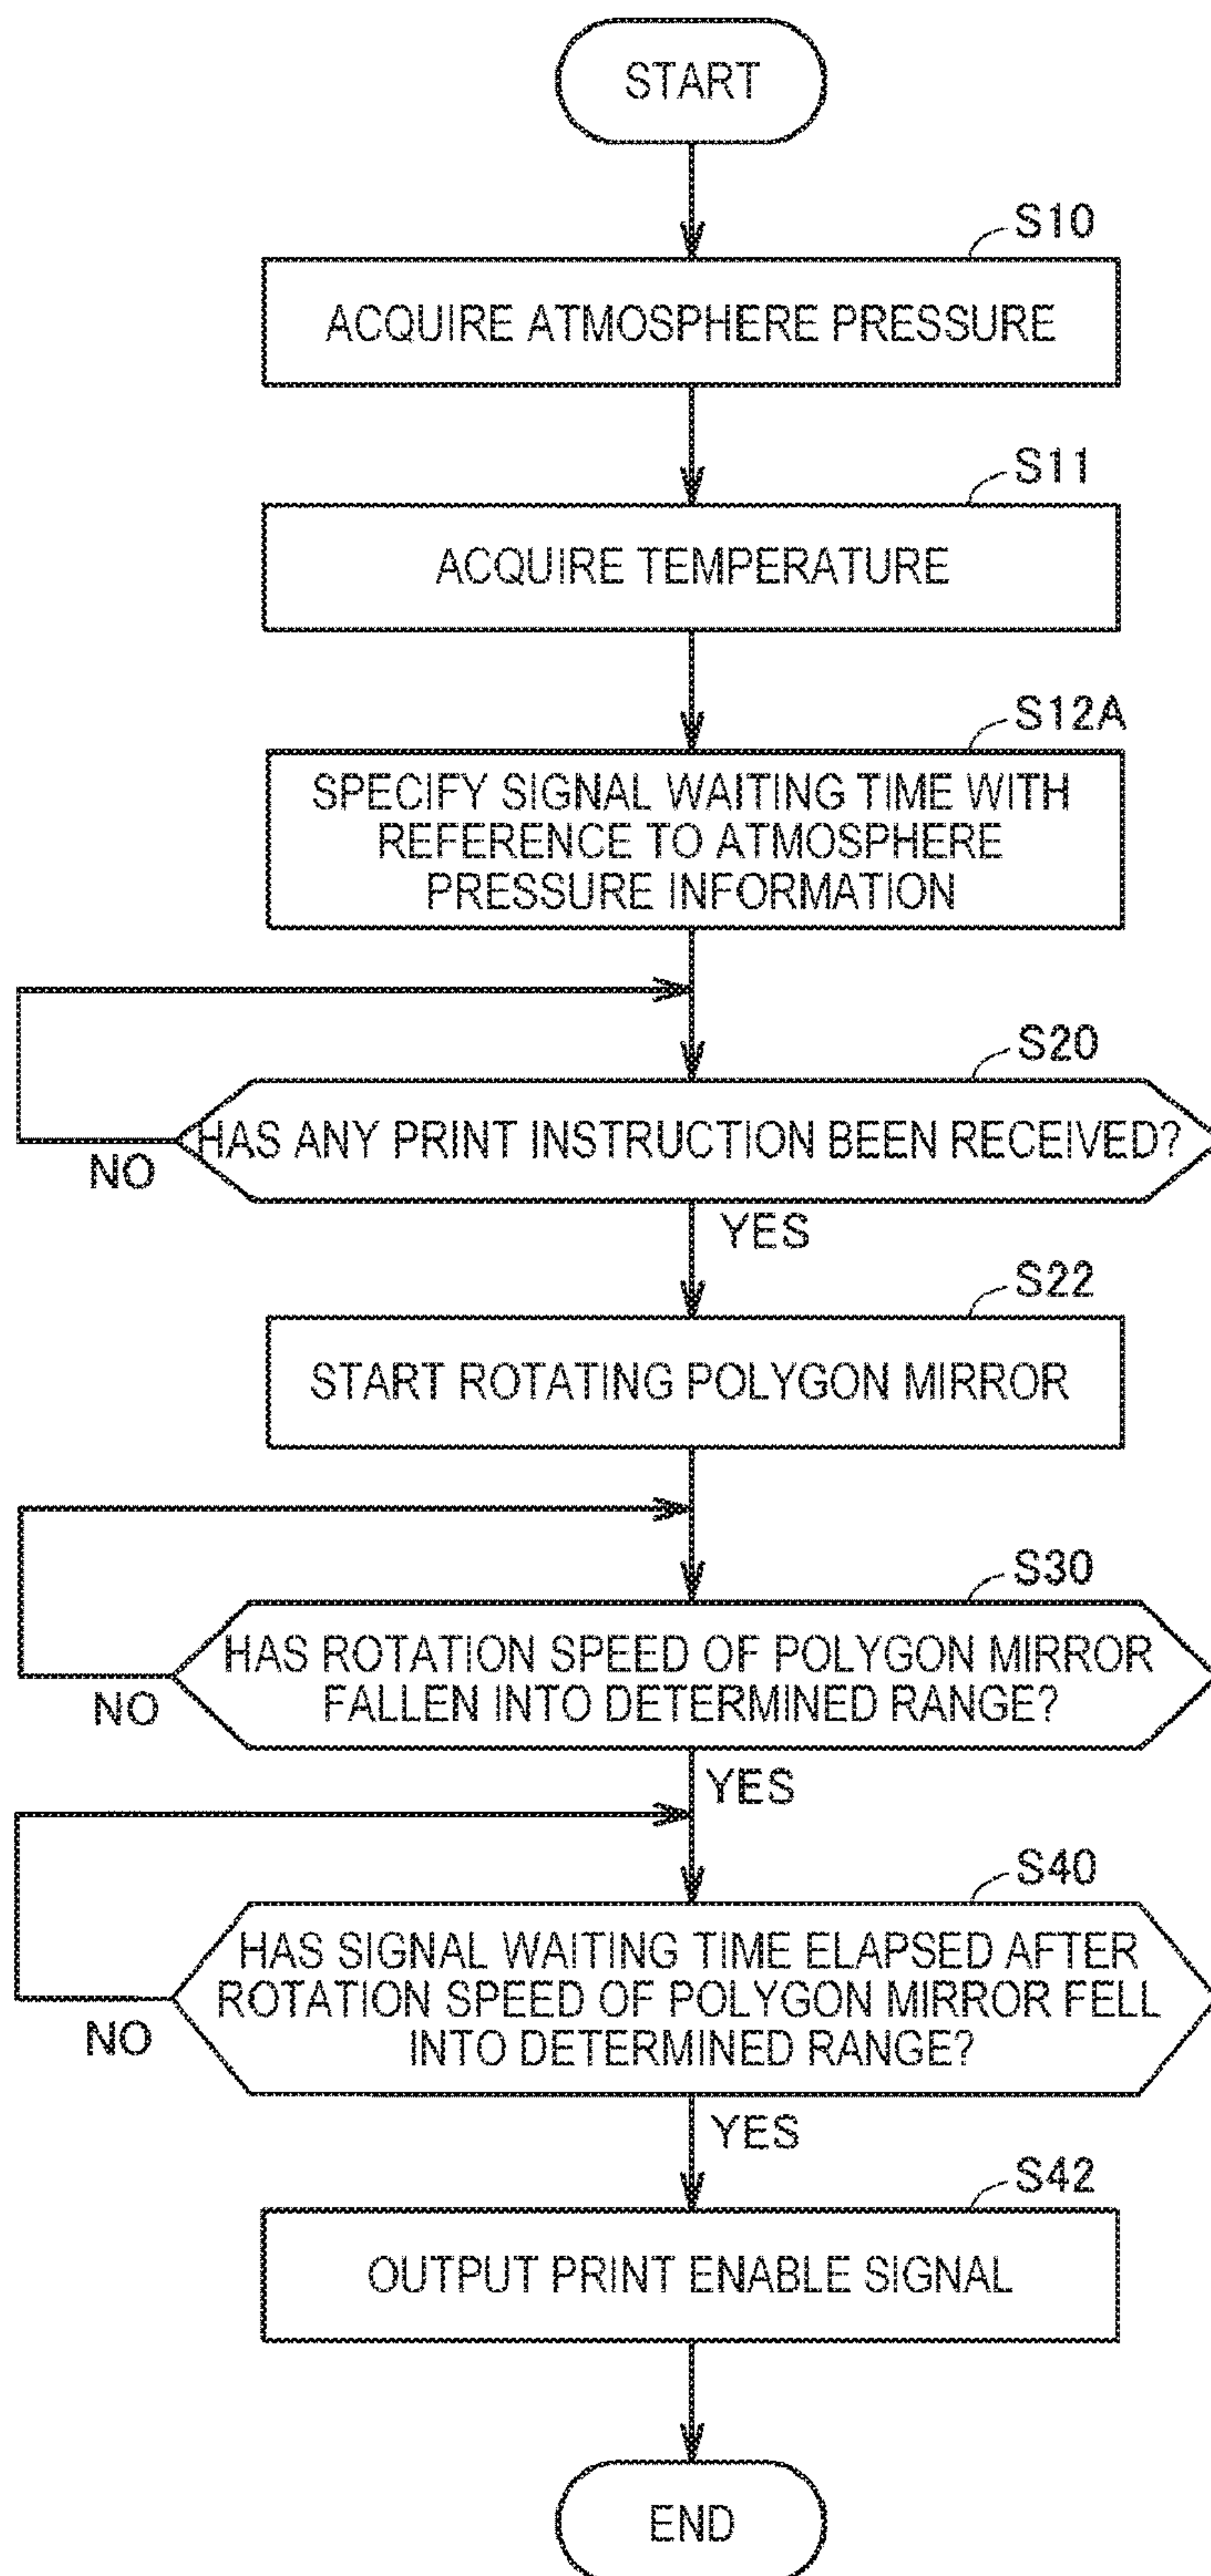 START
S10
ACQUIRE ATMOSPHERE PRESSURE
S11
ACQUIRE TEMPERATURE
S12A
SPECIFY SIGNAL WAITING TIME WITH
REFERENCE TO ATMOSPHERE
PRESSURE INFORMATION
S20
HAS ANY PRINT INSTRUCTION BEEN RECEIVED?
NO
YES
S22
START ROTATING POLYGON MIRROR
S30
HAS ROTATION SPEED OF POLYGON MIRROR
FALLEN INTO DETERMINED RANGE?
NO
YES
S40
HAS SIGNAL WAITING TIME ELAPSED AFTER
ROTATION SPEED OF POLYGON MIRROR FELL
INTO DETERMINED RANGE?
NO
YES
S42
OUTPUT PRINT ENABLE SIGNAL
END